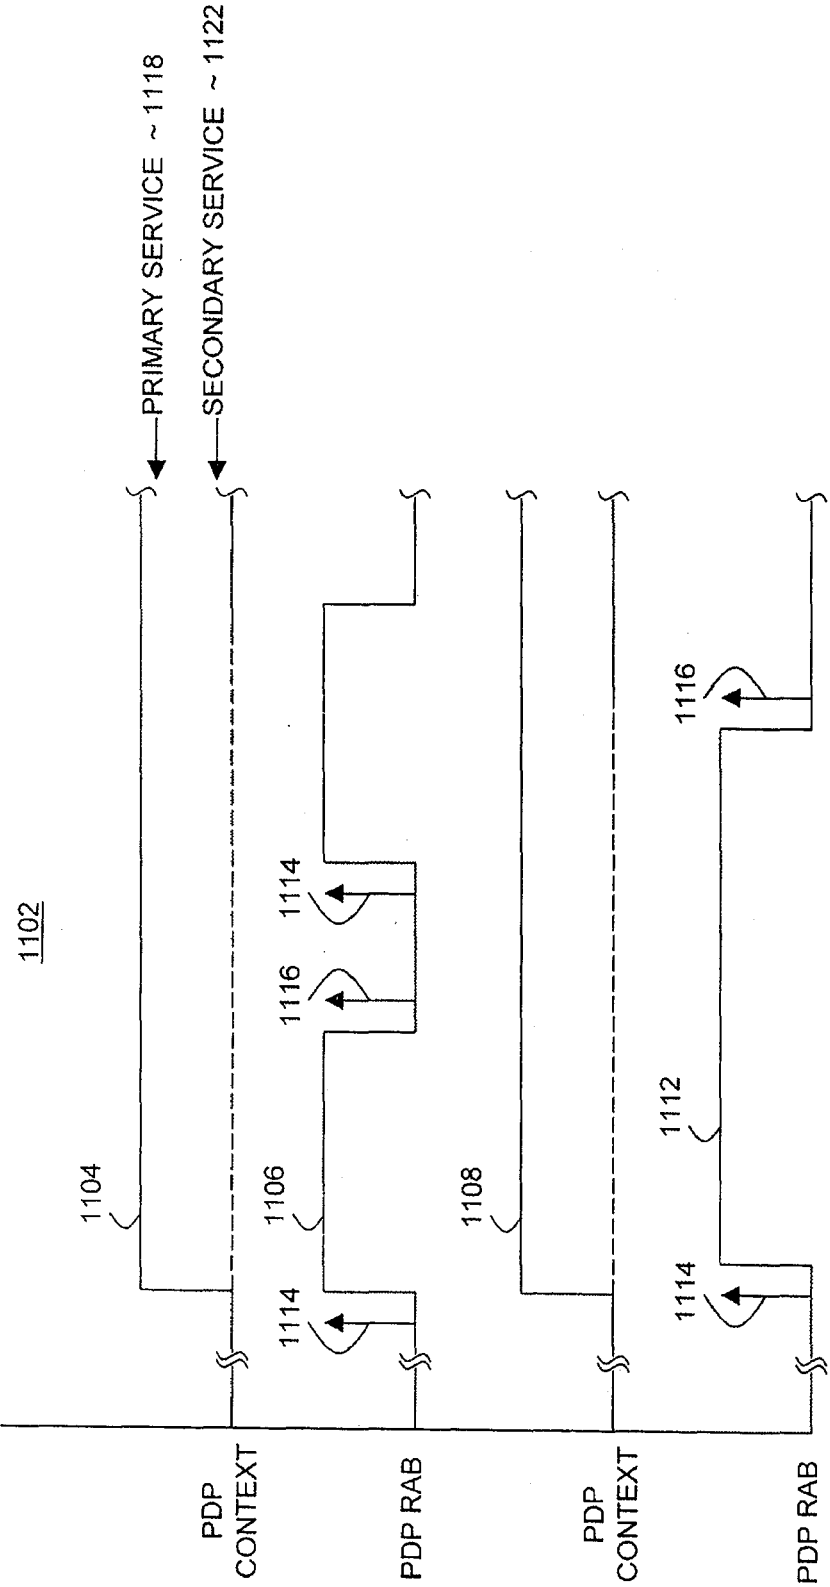 1102
PRIMARY SERVICE ~ 1118
SECONDARY SERVICE ~ 1122
PDP
CONTEXT
1104
PDP RAB
1114
1106
1116
1114
PDP
CONTEXT
1108
PDP RAB
1114
1112
1116